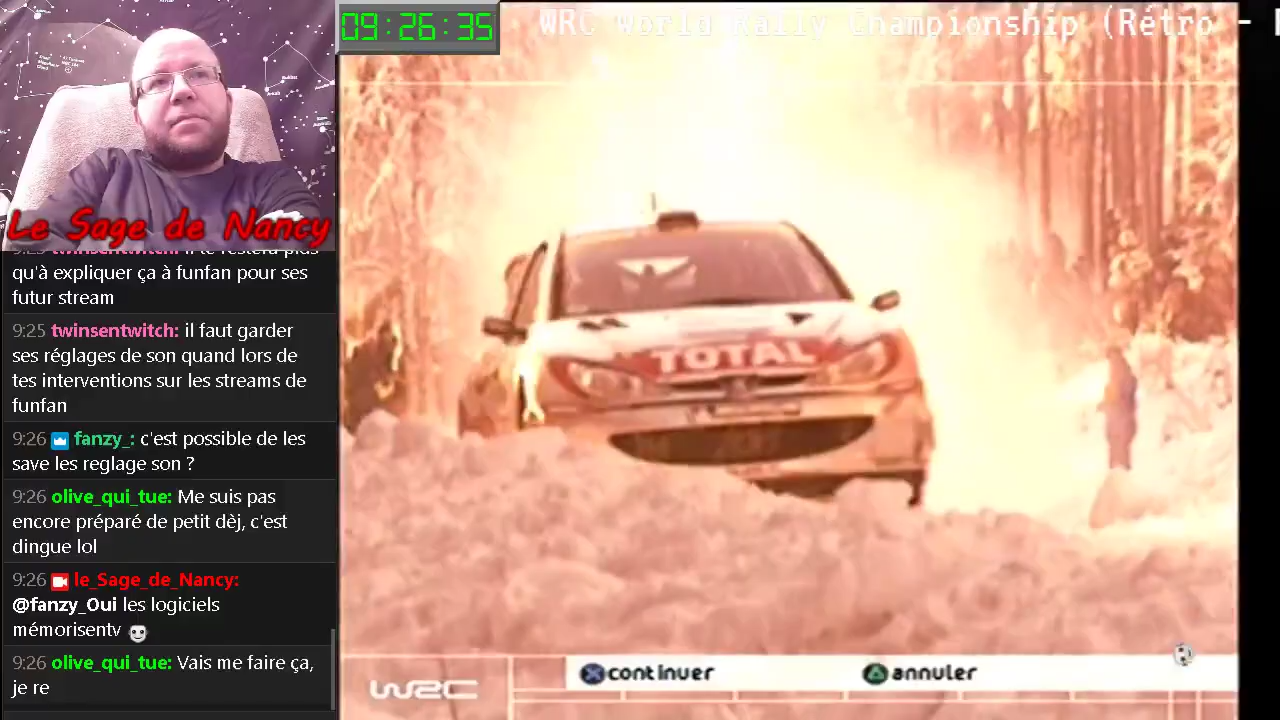 09:26:35
WRC World Rally Championship (Rétro -
Le Sage de Nancy
qu'à expliquer ça à funfan pour ses
futur stream
9:25 twinsentwitch: il faut garder
ses réglages de son quand lors de
tes interventions sur les streams de
funfan
9:26 fanzy_: c'est possible de les
save les reglage son ?
9:26 olive_qui_tue: Me suis pas
encore préparé de petit dèj, c'est
dingue lol
9:26 le_Sage_de_Nancy:
@fanzy_Oui les logiciels
mémorisentv
9:26 olive_qui_tue: Vais me faire ça,
je re
TOTAL
WRC
continuer
annuler